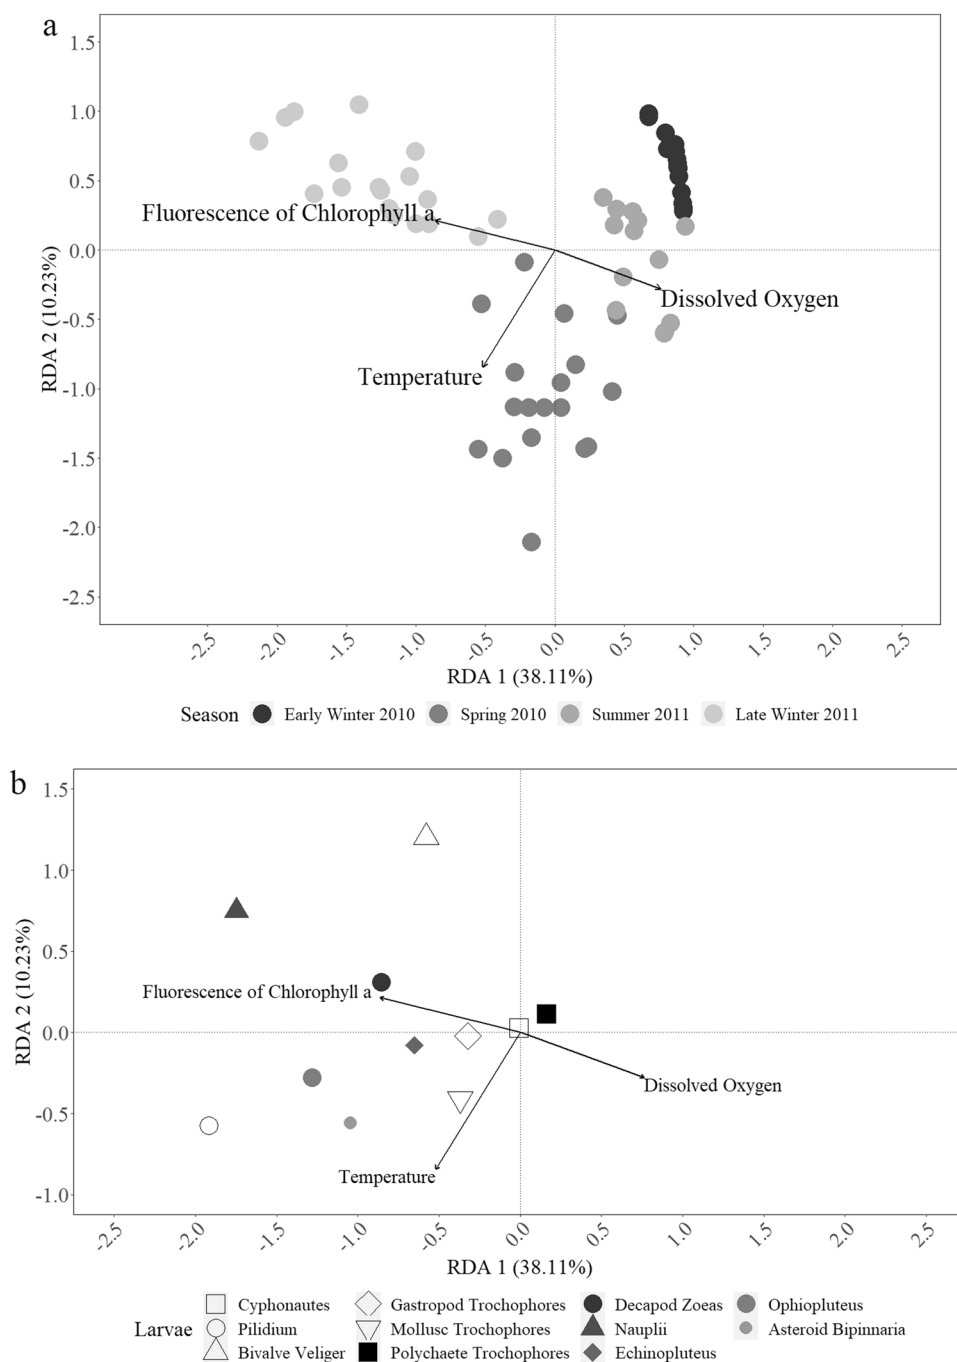 a
1.5
1.0
0.5
0.0
-0.5
-1.0
-1.5
-2.0
-2.5
RDA 2 (10.23%)
Fluorescence of Chlorophyll a
Dissolved Oxygen
Temperature
-2.5 -2.0 -1.5 -1.0 -0.5 0.0 0.5 1.0 1.5 2.0 2.5
RDA 1 (38.11%)
Season Early Winter 2010 Spring 2010 Summer 2011 Late Winter 2011
b
1.5
1.0
0.5
0.0
-0.5
-1.0
RDA 2 (10.23%)
Fluorescence of Chlorophyll a
Dissolved Oxygen
Temperature
-2.5 -2.0 -1.5 -1.0 -0.5 0.0 0.5 1.0 1.5 2.0 2.5
RDA 1 (38.11%)
Cyphonautes Gastropod Trochophores Decapod Zoeas Ophiopluteus
Larvae Pilidium Mollusc Trochophores Nauplii Asteroid Bipinnaria
Bivalve Veliger Polychaete Trochophores Echinopluteus